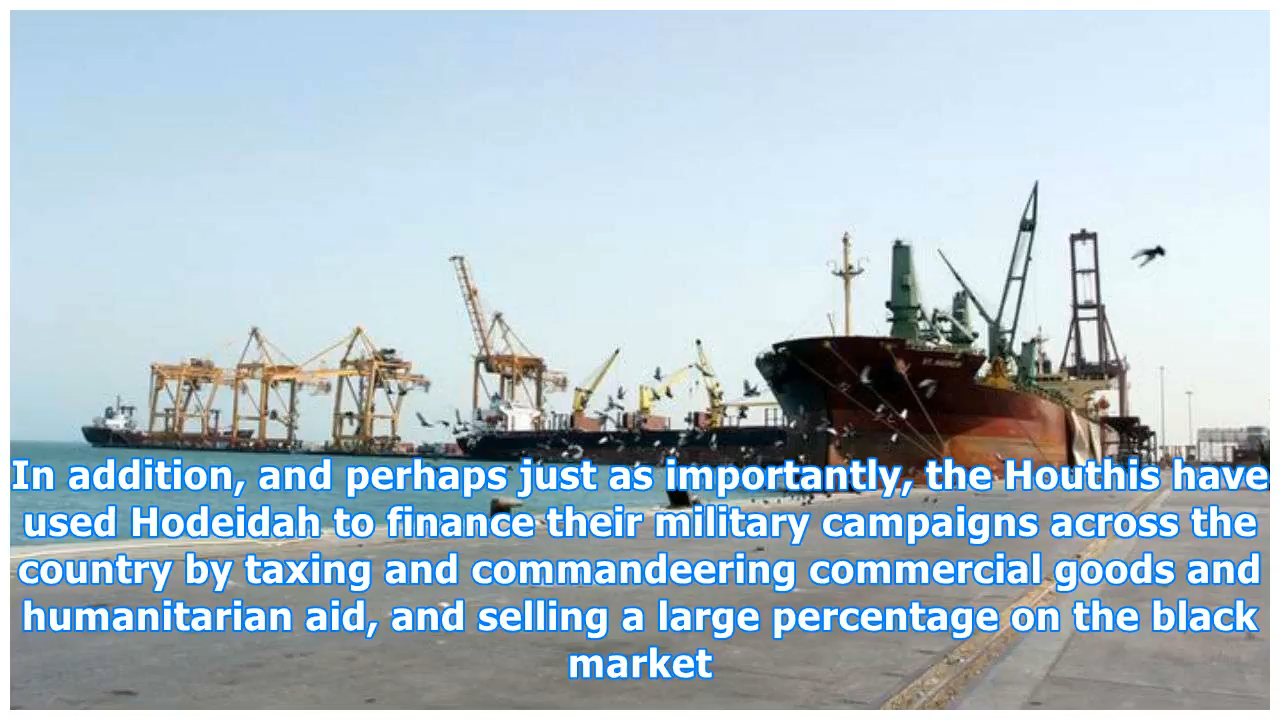 In addition, and perhaps just as importantly, the Houthis have
used Hodeidah to finance their military campaigns across the
country by taxing and commandeering commercial goods and
humanitarian aid, and selling a large percentage on the black
market